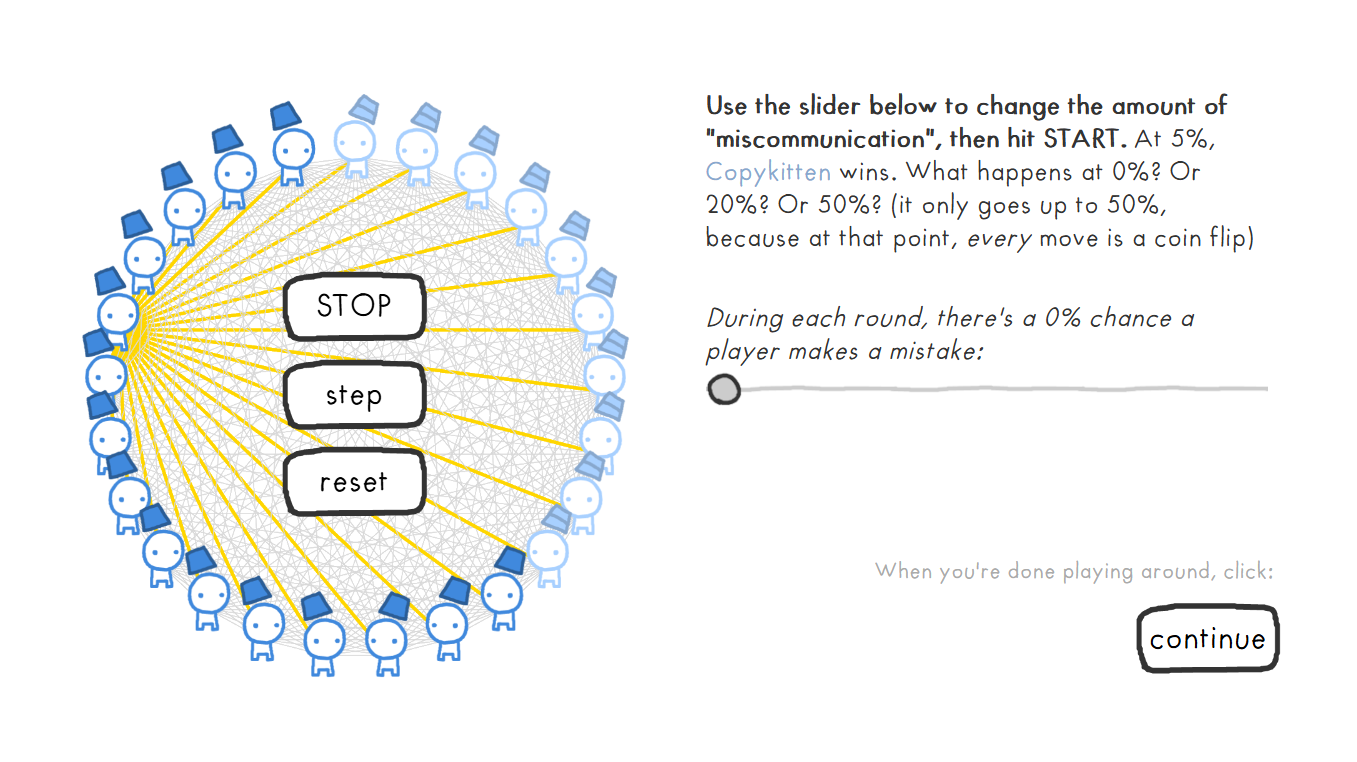 Use the slider below to change the amount of
"miscommunication", then hit START. At 5%,
Copykitten wins. What happens at 0%? Or
20%? Or 50%? (it only goes up to 50%,
because at that point, every move is a coin flip)
During each round, there's a 0% chance a
player makes a mistake:
STOP
step
reset
When you're done playing around, click:
continue